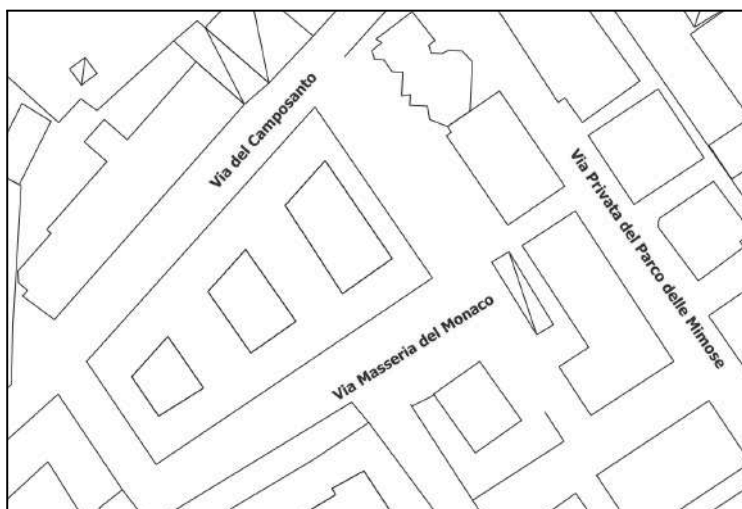 Via del Camposanto
Via Privata del Parco delle Mimose
Via Masseria del Monaco